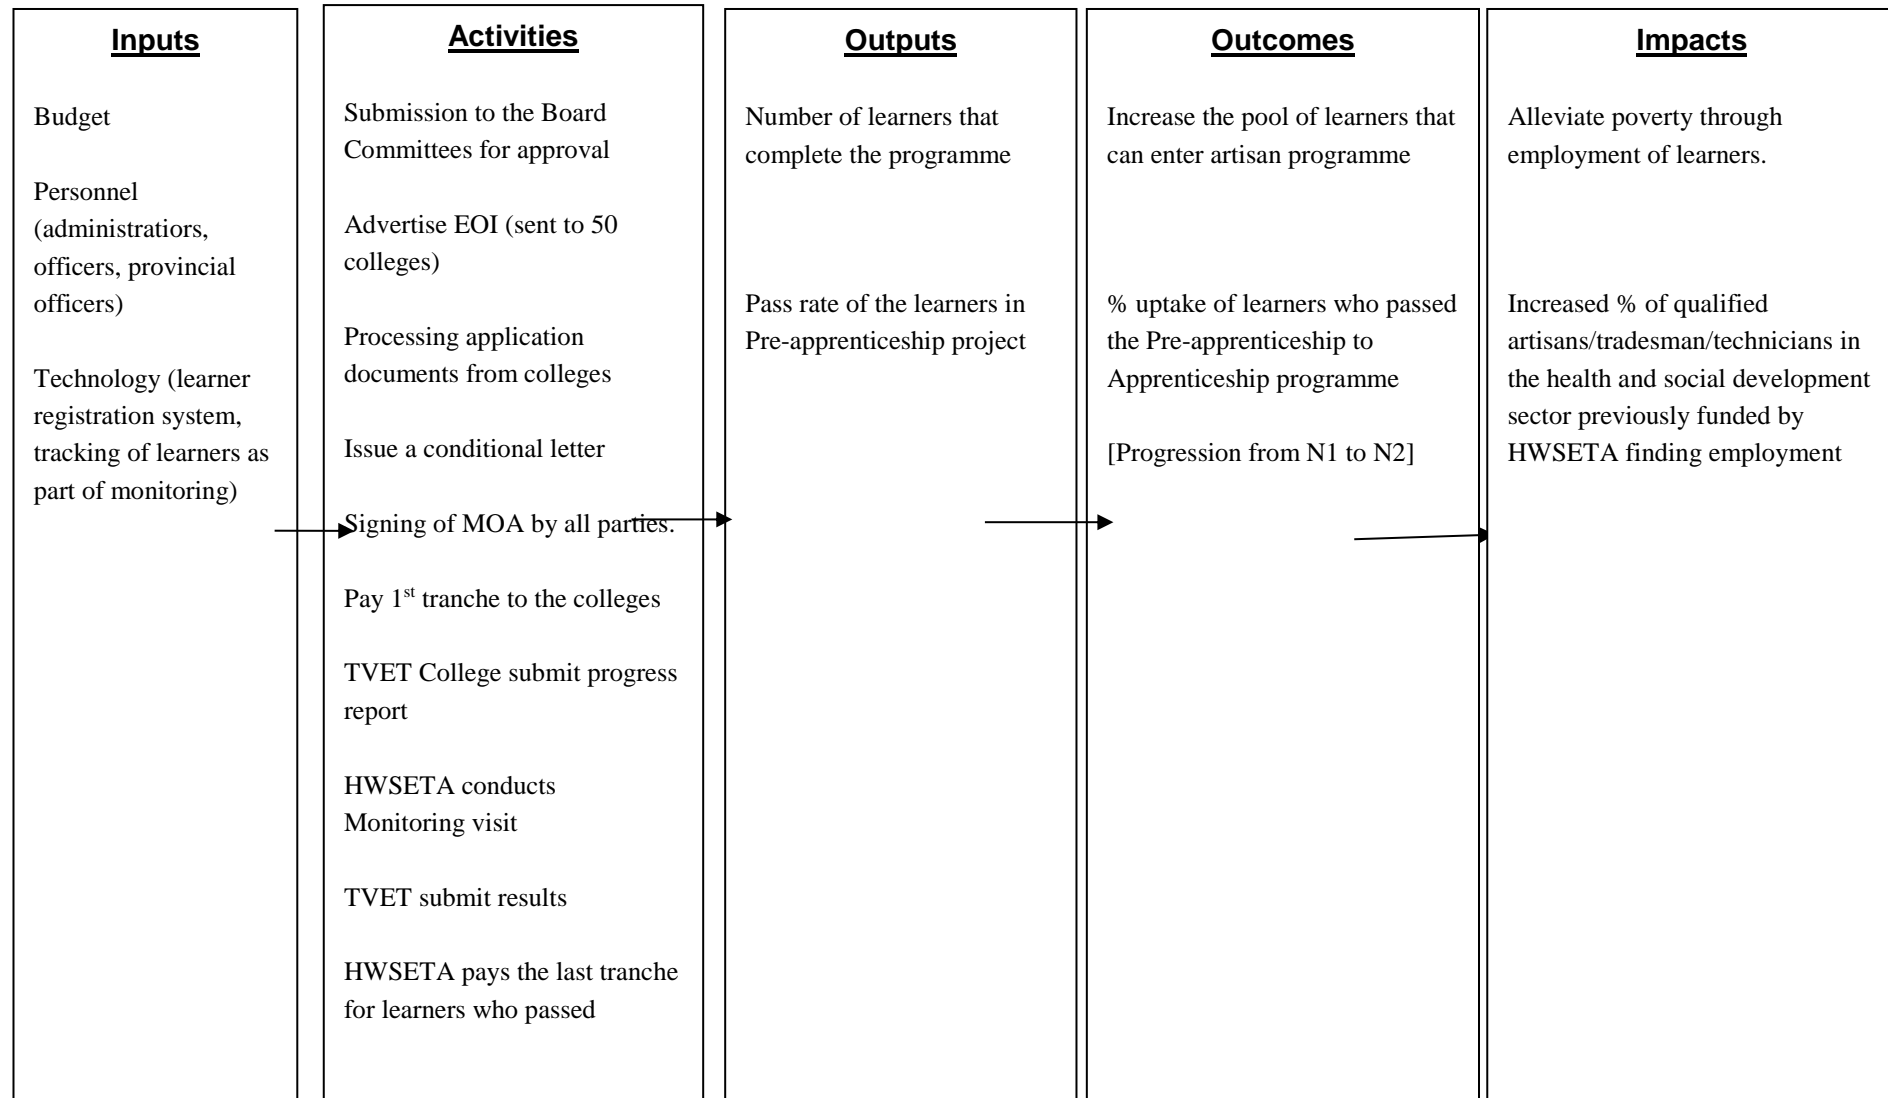 Inputs
Budget
Personnel
(administratiors,
officers, provincial
officers)
Technology (learner
registration system,
tracking of learners as
part of monitoring)
Activities
Submission to the Board
Committees for approval
Advertise EOI (sent to 50
colleges)
Processing application
documents from colleges
Issue a conditional letter
Signing of MOA by all parties.
Pay 1st tranche to the colleges
TVET College submit progress
report
HWSETA conducts
Monitoring visit
TVET submit results
HWSETA pays the last tranche
for learners who passed
Outputs
Number of learners that
complete the programme
Pass rate of the learners in
Pre-apprenticeship project
Outcomes
Increase the pool of learners that
can enter artisan programme
% uptake of learners who passed
the Pre-apprenticeship to
Apprenticeship programme
[Progression from N1 to N2]
Impacts
Alleviate poverty through
employment of learners.
Increased % of qualified
artisans/tradesman/technicians in
the health and social development
sector previously funded by
HWSETA finding employment